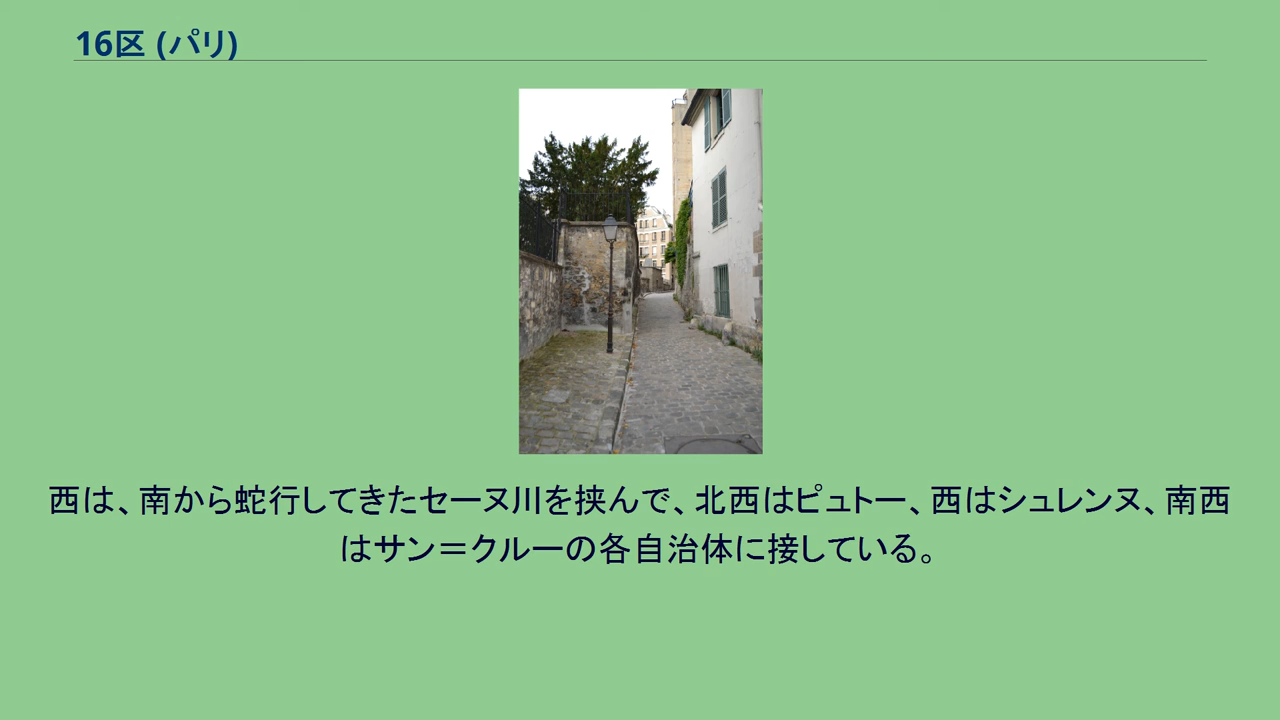 16区 (パリ)
西は、南から蛇行してきたセーヌ川を挟んで、北西はピュトー、西はシュレンヌ、南西
はサン＝クルーの各自治体に接している。